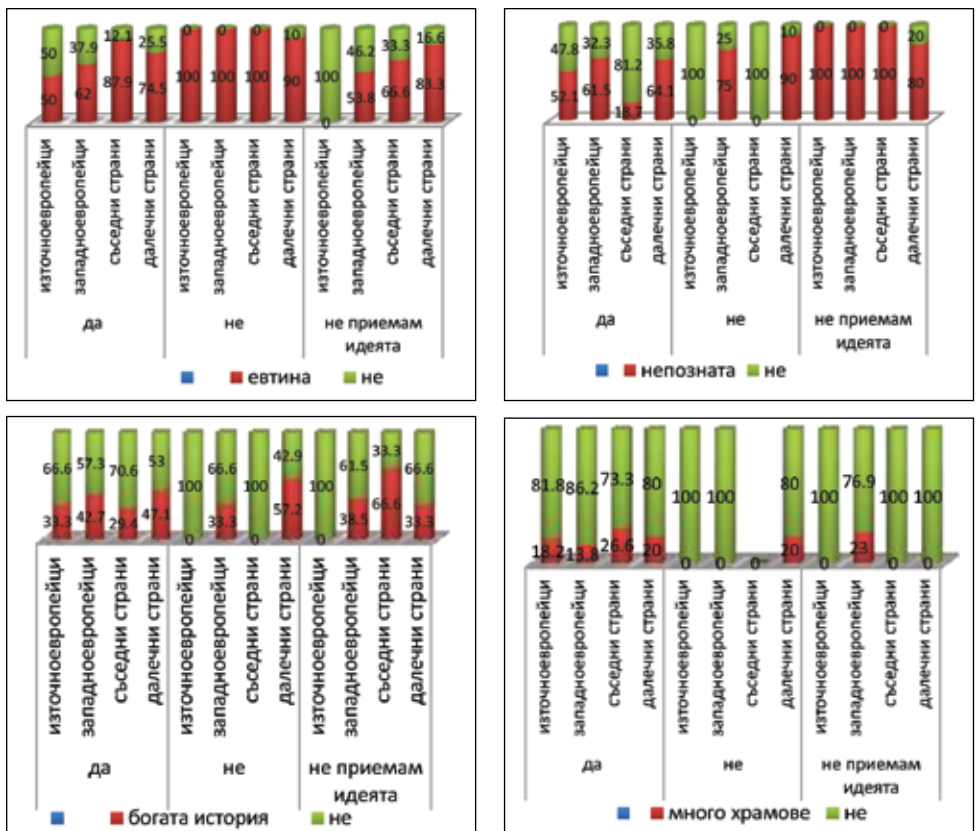 50 37.9 12.1 25.5 0 0 0 10 100 46.2 33.3 16.6
50 62 87.9 74.5 100 100 100 90 0 53.8 66.6 83.3
източноевропейци западноевропейци съседни страни далечни страни източноевропейци западноевропейци съседни страни далечни страни източноевропейци западноевропейци съседни страни далечни страни
да не не приемам
идеята
евтина не
47.8 32.3 81.2 35.8 100 25 100 10 0 0 0 20
52.1 61.5 18.7 64.1 0 75 0 90 100 100 100 80
източноевропейци западноевропейци съседни страни далечни страни източноевропейци западноевропейци съседни страни далечни страни източноевропейци западноевропейци съседни страни далечни страни
да не не приемам
идеята
непозната не
66.6 57.3 70.6 53 100 66.6 100 42.9 100 61.5 33.3 66.6
33.3 42.7 29.4 47.1 0 33.3 0 57.2 0 38.5 66.6 33.3
източноевропейци западноевропейци съседни страни далечни страни източноевропейци западноевропейци съседни страни далечни страни източноевропейци западноевропейци съседни страни далечни страни
да не не приемам
идеята
богата история не
81.8 86.2 73.3 80 100 100 80 100 76.9 100 100
18.2 13.8 26.6 20 0 0 0 20 0 23 0 0
източноевропейци западноевропейци съседни страни далечни страни източноевропейци западноевропейци съседни страни далечни страни източноевропейци западноевропейци съседни страни далечни страни
да не не приемам
идеята
много храмове не